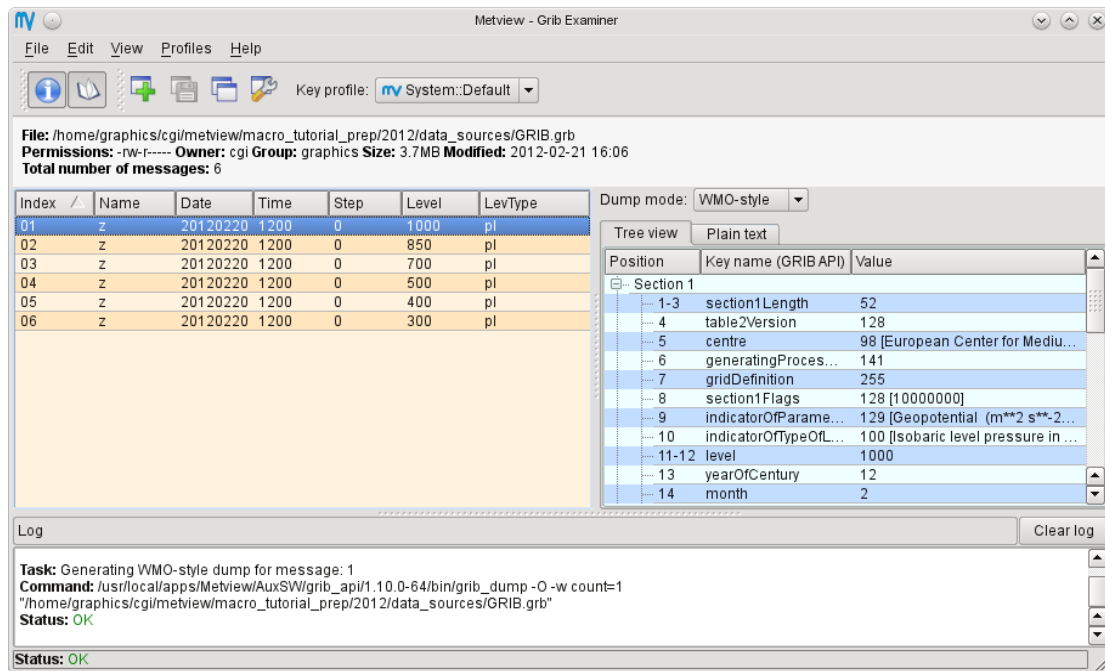 Metview - Grib Examiner
File Edit View Profiles Help
Key profile: System::Default
File: /home/graphics/cgi/metview/macro_tutorial_prep/2012/data_sources/GRIB.grb
Permissions: -rw-r----- Owner: cgi Group: graphics Size: 3.7MB Modified: 2012-02-21 16:06
Total number of messages: 6
Index Name Date Time Step Level LevType
01 z 20120220 1200 0 1000 pl
02 z 20120220 1200 0 850 pl
03 z 20120220 1200 0 700 pl
04 z 20120220 1200 0 500 pl
05 z 20120220 1200 0 400 pl
06 z 20120220 1200 0 300 pl
Dump mode: WMO-style
Tree view Plain text
Position Key name (GRIB API) Value
Section 1
1-3 section1Length 52
4 table2Version 128
5 centre 98 [European Center for Mediu...
6 generatingProces... 141
7 gridDefinition 255
8 section1Flags 128 [10000000]
9 indicatorOfParame... 129 [Geopotential (m**2 s**-2...
10 indicatorOfTypeOfL... 100 [Isobaric level pressure in ...
11-12 level 1000
13 yearOfCentury 12
14 month 2
Log Clear log
Task: Generating WMO-style dump for message: 1
Command: /usr/local/apps/Metview/AuxSW/grib_api/1.10.0-64/bin/grib_dump -O -w count=1
"/home/graphics/cgi/metview/macro_tutorial_prep/2012/data_sources/GRIB.grb"
Status: OK
Status: OK